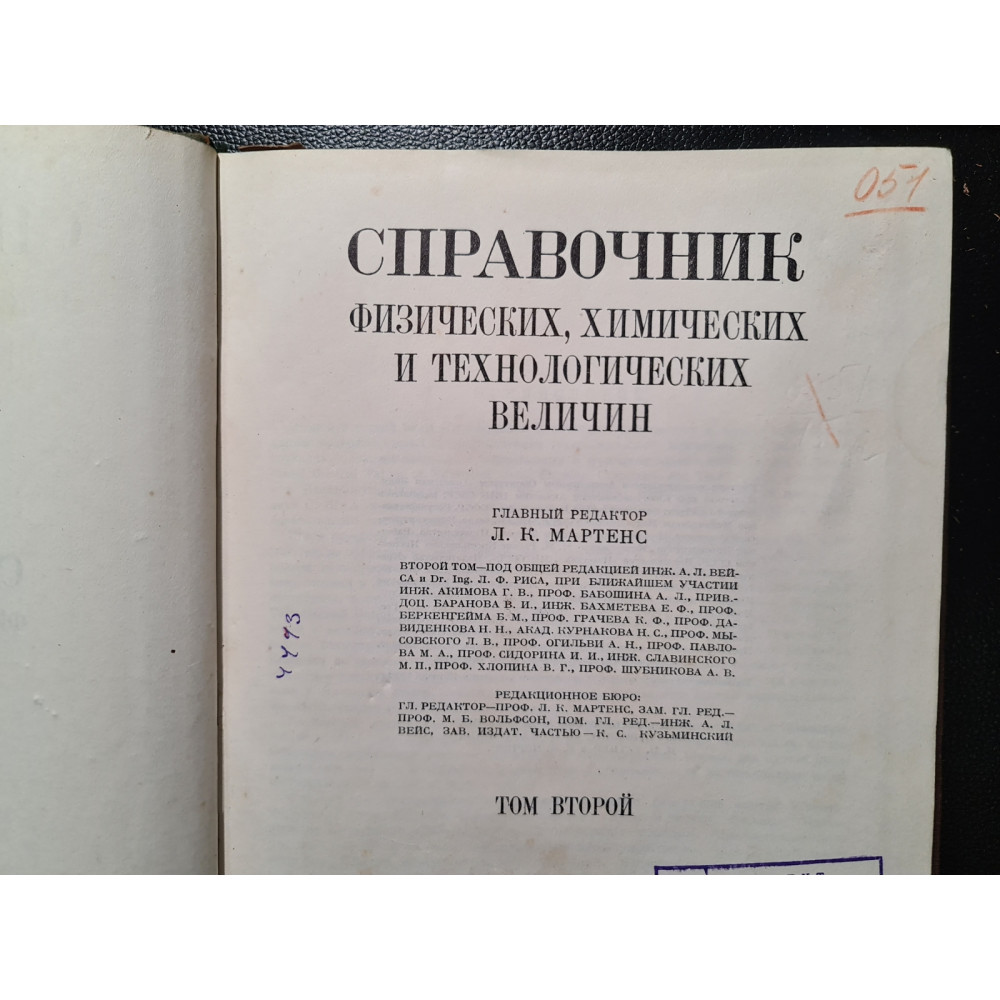 051
СПРАВОЧНИК
ФИЗИЧЕСКИХ, ХИМИЧЕСКИХ
И ТЕХНОЛОГИЧЕСКИХ
ВЕЛИЧИН
ГЛАВНЫЙ РЕДАКТОР
Л. К. МАРТЕНС
ВТОРОЙ ТОМ—ПОД ОБЩЕЙ РЕДАКЦИЕЙ ИНЖ. А. Л. ВЕЙ-
СА и Dr. Ing. Л. Ф. РИСА, ПРИ БЛИЖАЙШЕМ УЧАСТИИ
ИНЖ. АКИМОВА Г. В., ПРОФ. БАБОШИНА А. Л., ПРИВ.-
ДОЦ. БАРАНОВА В. И., ИНЖ. БАХМЕТЕВА Е. Ф., ПРОФ.
БЕРКЕНГЕЙМА Б. М., ПРОФ. ГРАЧЕВА К. Ф., ПРОФ. ДА-
ВИДЕНКОВА Н. Н., АКАД. КУРНАКОВА Н. С., ПРОФ. МЫ-
СОВСКОГО Л. В., ПРОФ. ОГИЛЬВИ А. Н., ПРОФ. ПАВЛО-
ВА М. А., ПРОФ. СИДОРИНА И. И., ИНЖ. СЛАВИНСКОГО
М. П., ПРОФ. ХЛОПИНА В. Г., ПРОФ. ШУБНИКОВА А. В.
РЕДАКЦИОННОЕ БЮРО:
ГЛ. РЕДАКТОР—ПРОФ. Л. К. МАРТЕНС, ЗАМ. ГЛ. РЕД.—
ПРОФ. М. Б. ВОЛЬФСОН, ПОМ. ГЛ. РЕД.—ИНЖ. А. Л.
ВЕЙС, ЗАВ. ИЗДАТ. ЧАСТЬЮ—К. С. КУЗЬМИНСКИЙ
ТОМ ВТОРОЙ